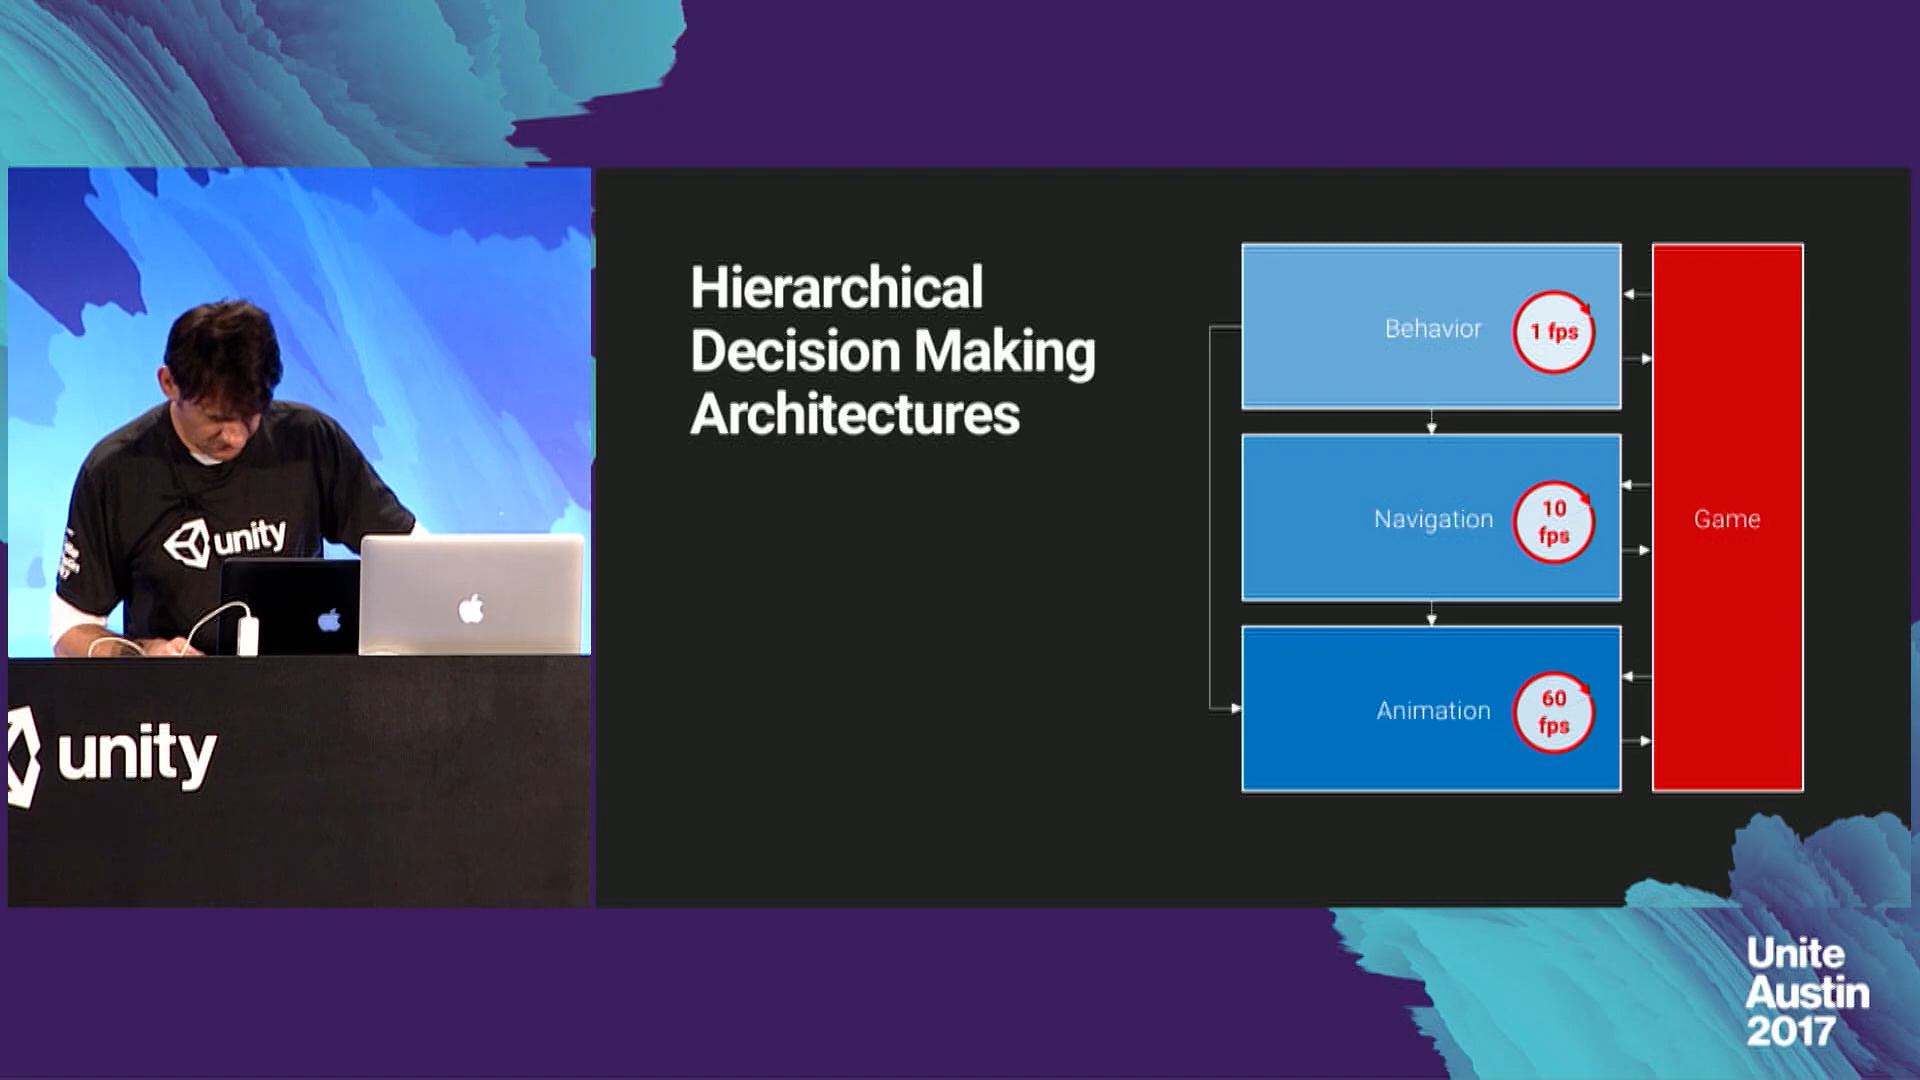 Hierarchical
Decision Making
Architectures
Behavior
1 fps
Navigation
10
fps
Animation
60
fps
Game
unity
unity
Unite
Austin
2017